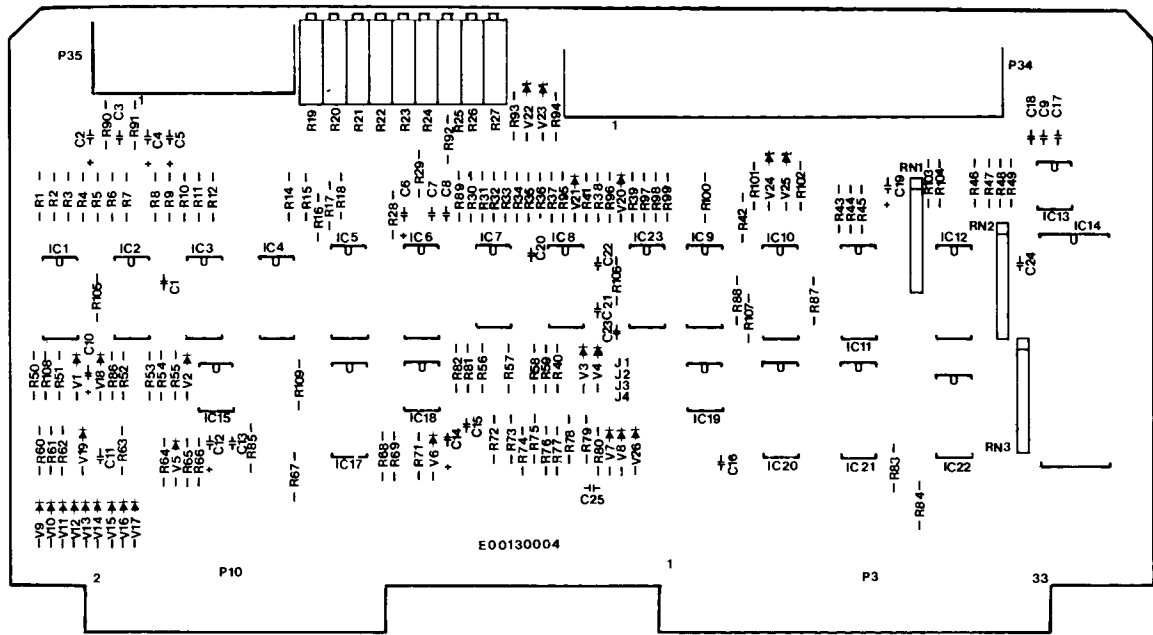 P35
P34
R19 R20 R21 R22 R23 R24 R25 R26 R27
R93 V22 V23 R94
1
1
R90 C3 R91
C2 C4 C5
R92
C18 C9 C17
R1 R2 R3 R4 R5 R6 R7 R8 R9 R10 R11 R12
R14 R15 R16 R17 R18
R28 C6 R29 C7 C8
R89 R30 R31 R32 R33 R34 R35 R36 R37 R95 V21 R41 R96 V20 R39 R97 R98 R99
R100 R42 R101 V24 V25 R102
R43 R44 R45 C19 RN1 R103 R104
R46 R47 R48 R49
IC13
RN2
IC14
IC1 IC2 IC3 IC4 IC5 IC6 IC7 IC8 IC23 IC9 IC10 IC12
C20 C22 R106 C21 C23
C1
R105
R88 R107 R87
C24
IC11
C10
R50 R108 R51 V1 V18 R86 R52 R53 R54 R55 V2
R109
R82 R81 R56 R57 R58 R59 R40 V3 V4
J1
J2
J3
J4
IC15 IC18 IC19
R60 R61 R62 V19 C11 R63
R64 V5 R65 R66 C12 C13 R85
R67
IC17
R68 R69 R71 V6 C14 C15
R72 R73 R74 R75 R76 R77 R78 R79 R80 V7 V8 V26
C25
C16
IC20 IC21 IC22
R83 R84
RN3
V9 V10 V11 V12 V13 V14 V15 V16 V17
E00130004
2
P10
1
P3
33